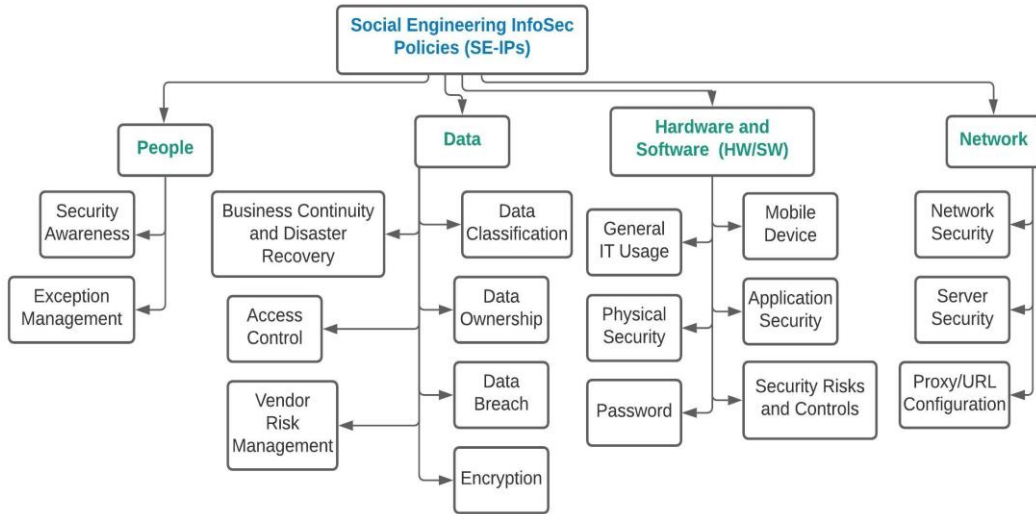 Social Engineering InfoSec
Policies (SE-IPs)
People
Data
Hardware and
Software (HW/SW)
Network
Security
Awareness
Exception
Management
Business Continuity
and Disaster
Recovery
Access
Control
Vendor
Risk
Management
Data
Classification
Data
Ownership
Data
Breach
Encryption
General
IT Usage
Physical
Security
Password
Mobile
Device
Application
Security
Security Risks
and Controls
Network
Security
Server
Security
Proxy/URL
Configuration